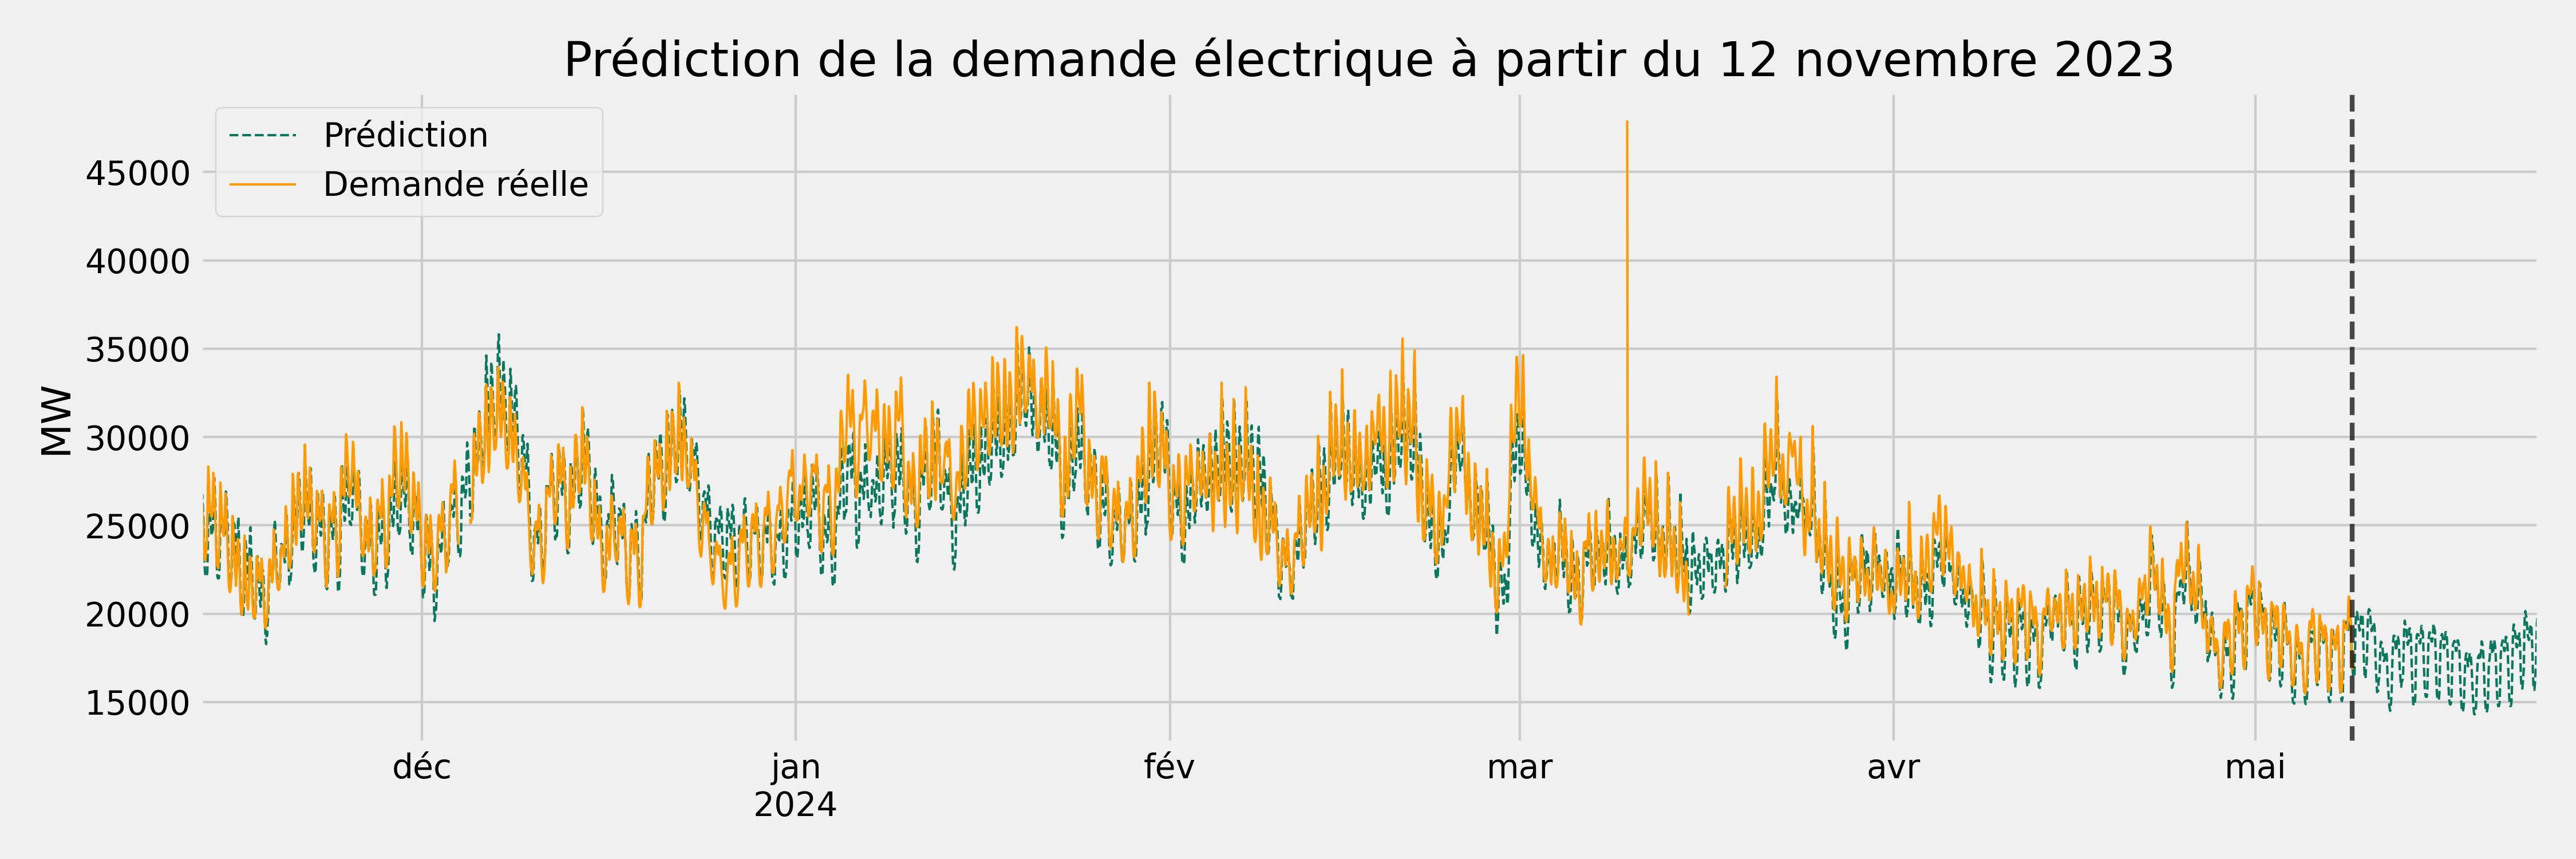 Prédiction de la demande électrique à partir du 12 novembre 2023
Prédiction
Demande réelle
MW
45000
40000
35000
30000
25000
20000
15000
déc
jan
2024
fév
mar
avr
mai